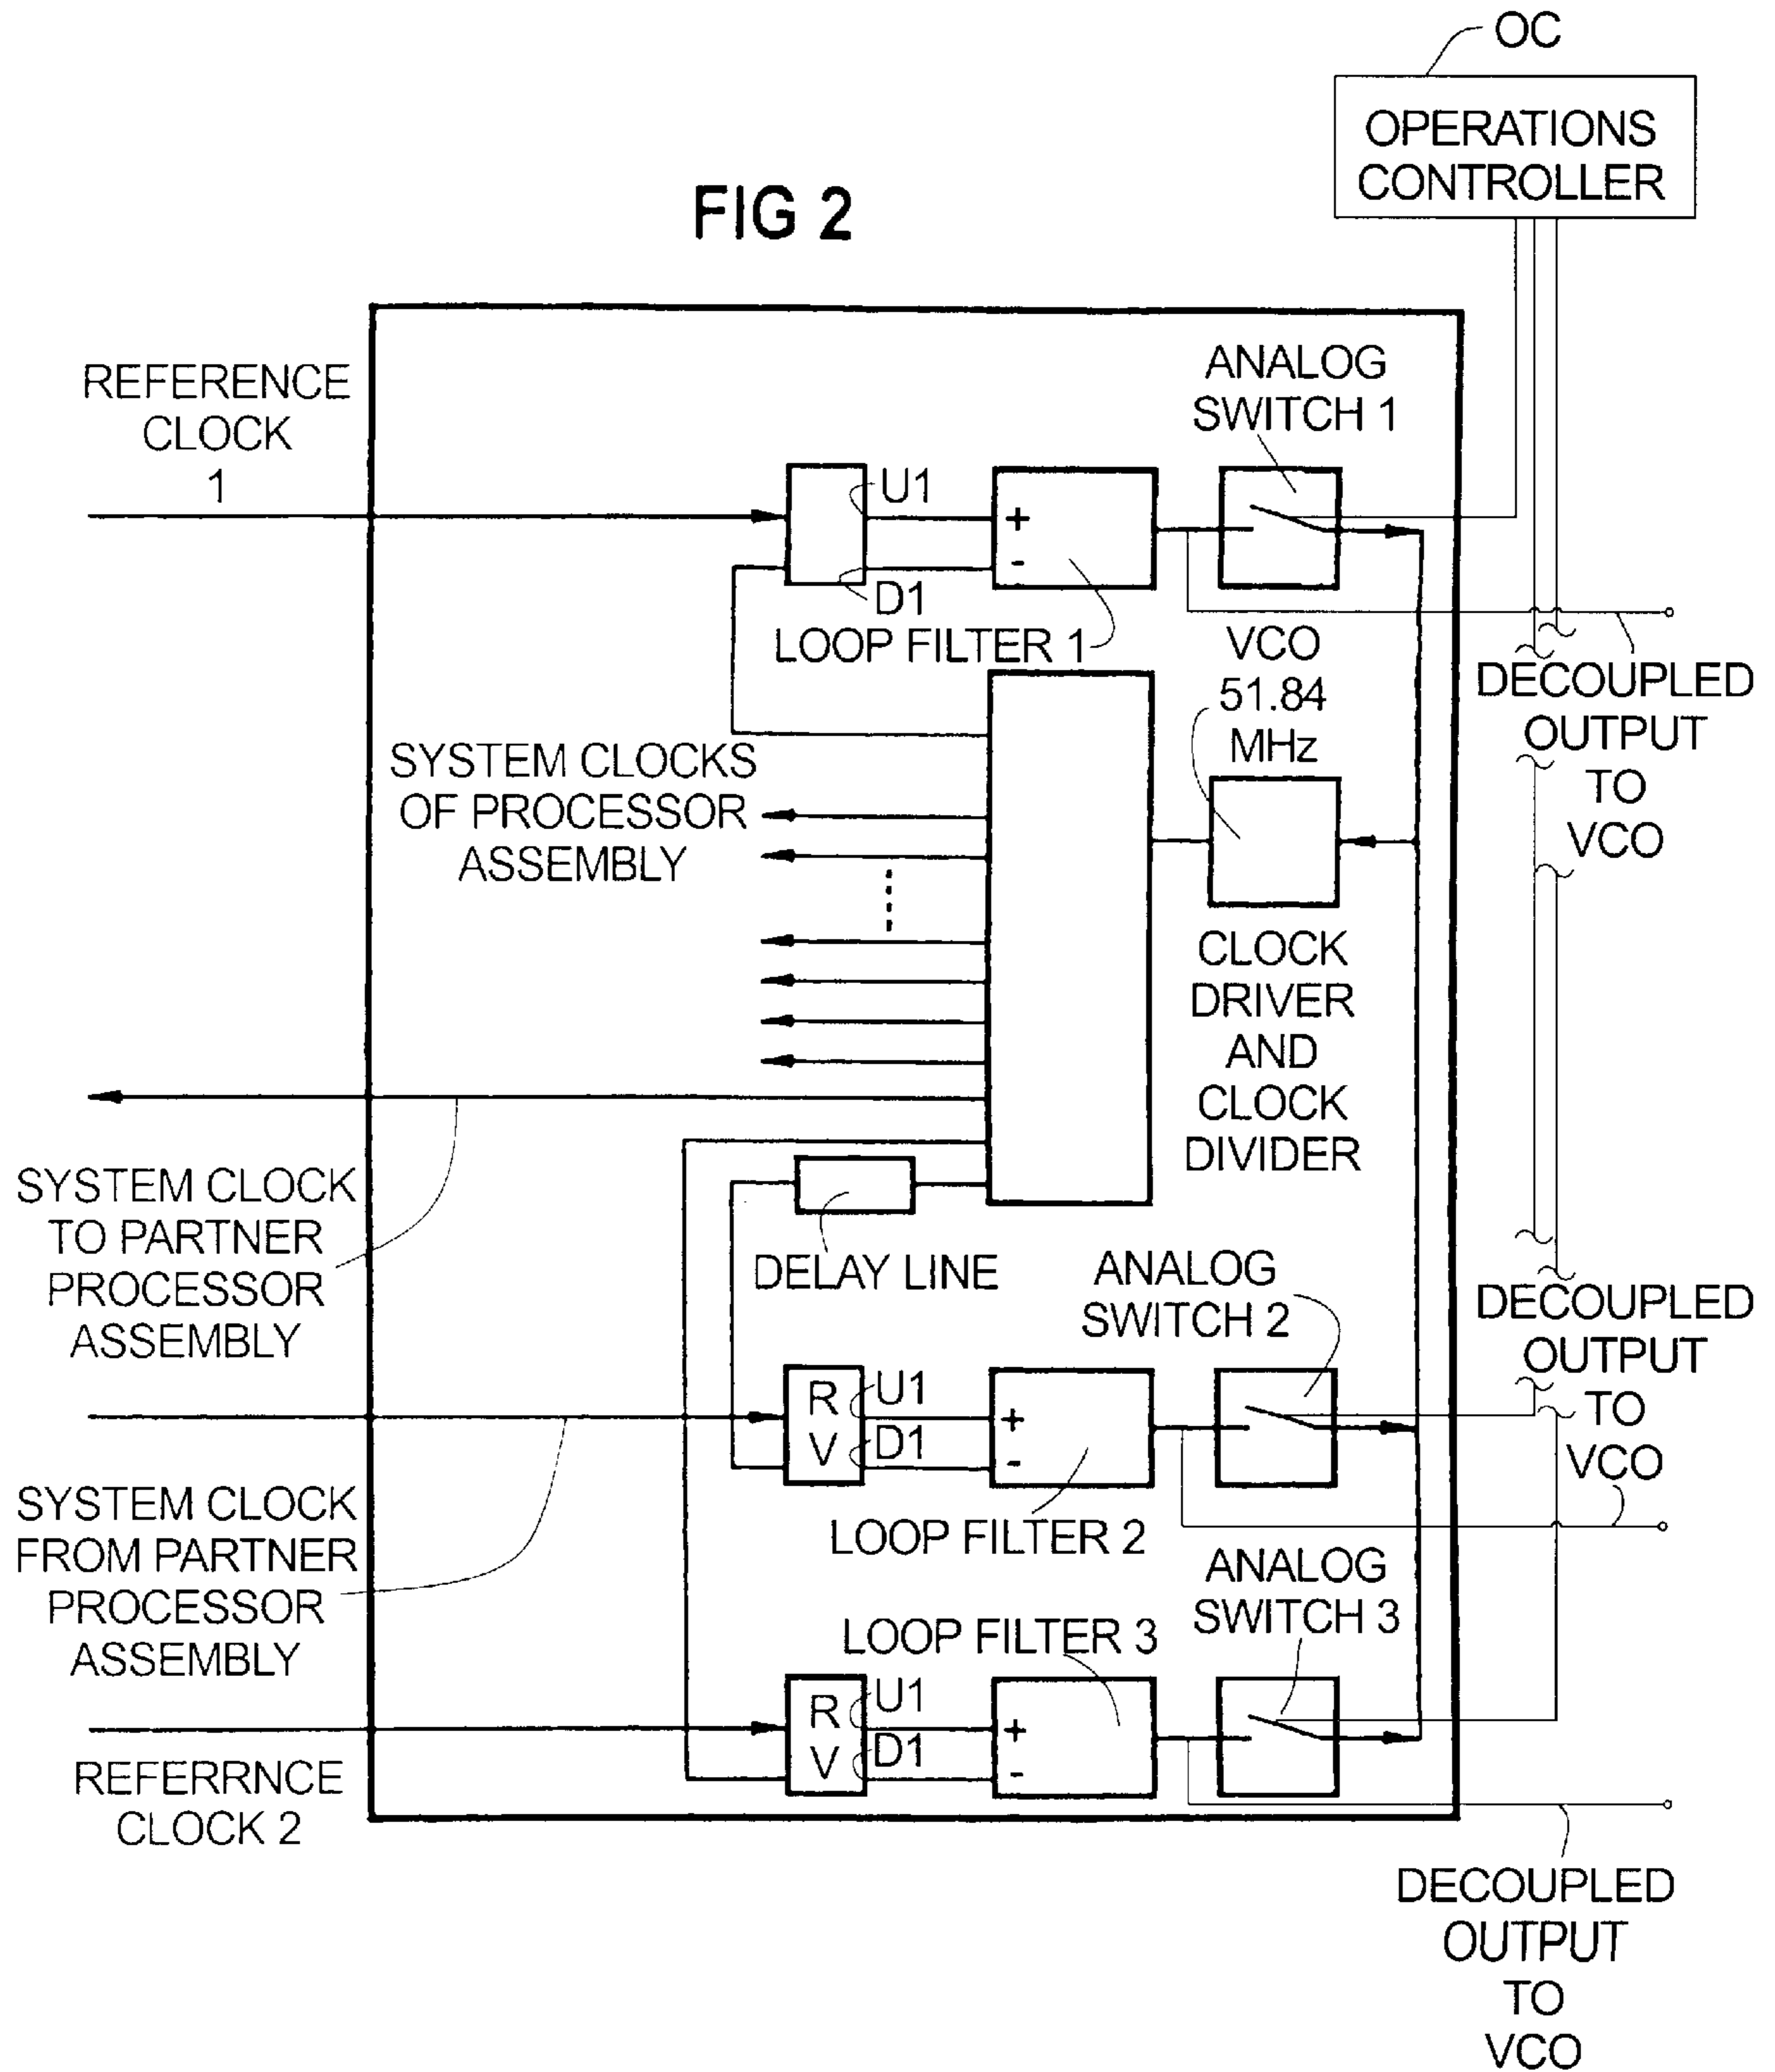 OC
OPERATIONS
CONTROLLER
FIG 2
REFERENCE
CLOCK
1
ANALOG
SWITCH 1
U1
+
-
D1
LOOP FILTER 1
VCO
51.84
MHz
DECOUPLED
OUTPUT
TO
VCO
SYSTEM CLOCKS
OF PROCESSOR
ASSEMBLY
CLOCK
DRIVER
AND
CLOCK
DIVIDER
SYSTEM CLOCK
TO PARTNER
PROCESSOR
ASSEMBLY
DELAY LINE
ANALOG
SWITCH 2
DECOUPLED
OUTPUT
TO
VCO
R
V
U1
D1
+
-
LOOP FILTER 2
SYSTEM CLOCK
FROM PARTNER
PROCESSOR
ASSEMBLY
ANALOG
SWITCH 3
LOOP FILTER 3
R
V
U1
D1
+
-
REFERRNCE
CLOCK 2
DECOUPLED
OUTPUT
TO
VCO